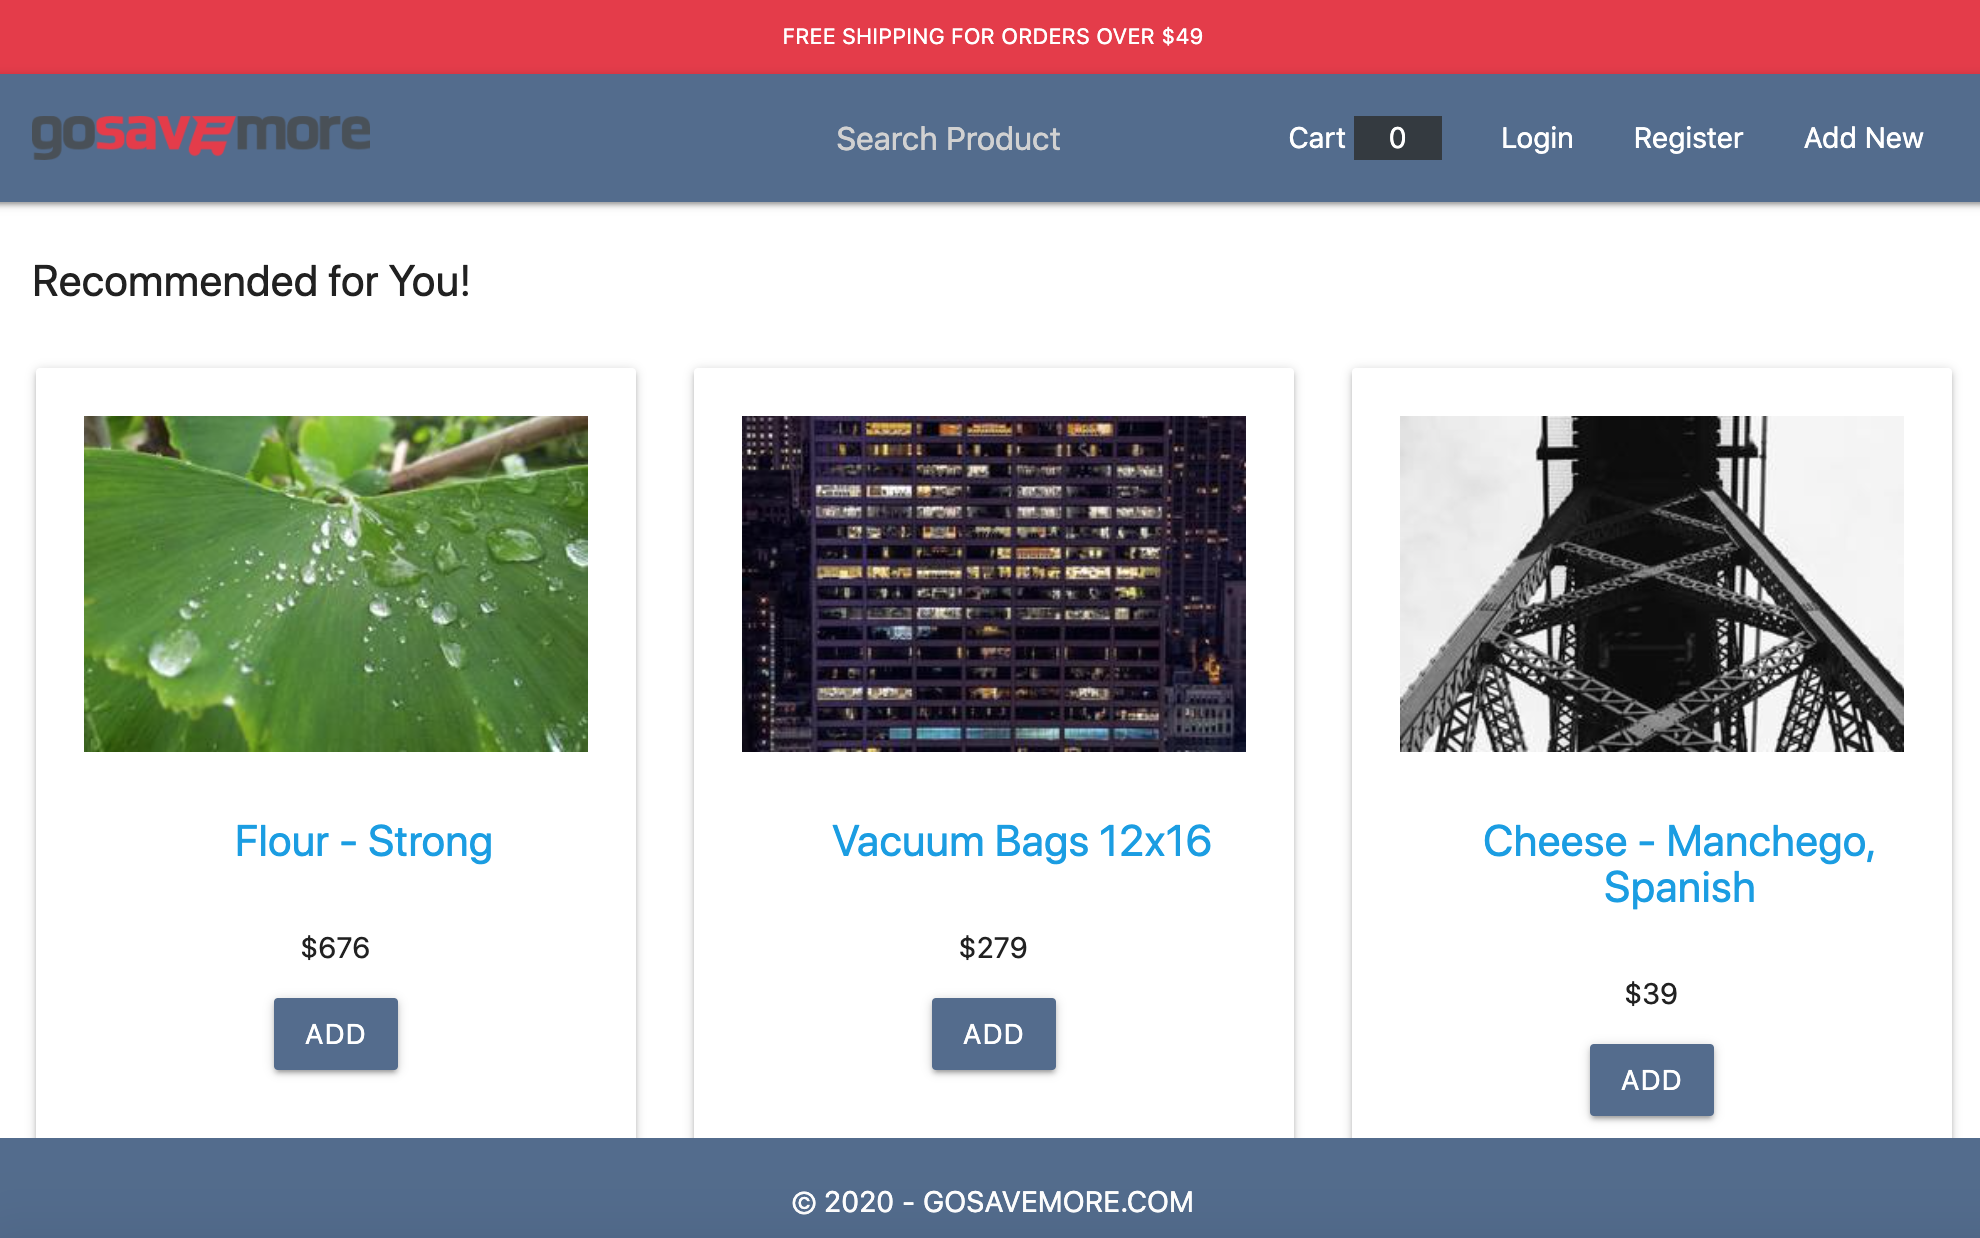 FREE SHIPPING FOR ORDERS OVER $49
gosavemore
Search Product
Cart 0
Login
Register
Add New
Recommended for You!
Flour - Strong
$676
ADD
Vacuum Bags 12x16
$279
ADD
Cheese - Manchego,
Spanish
$39
ADD
© 2020 - GOSAVEMORE.COM